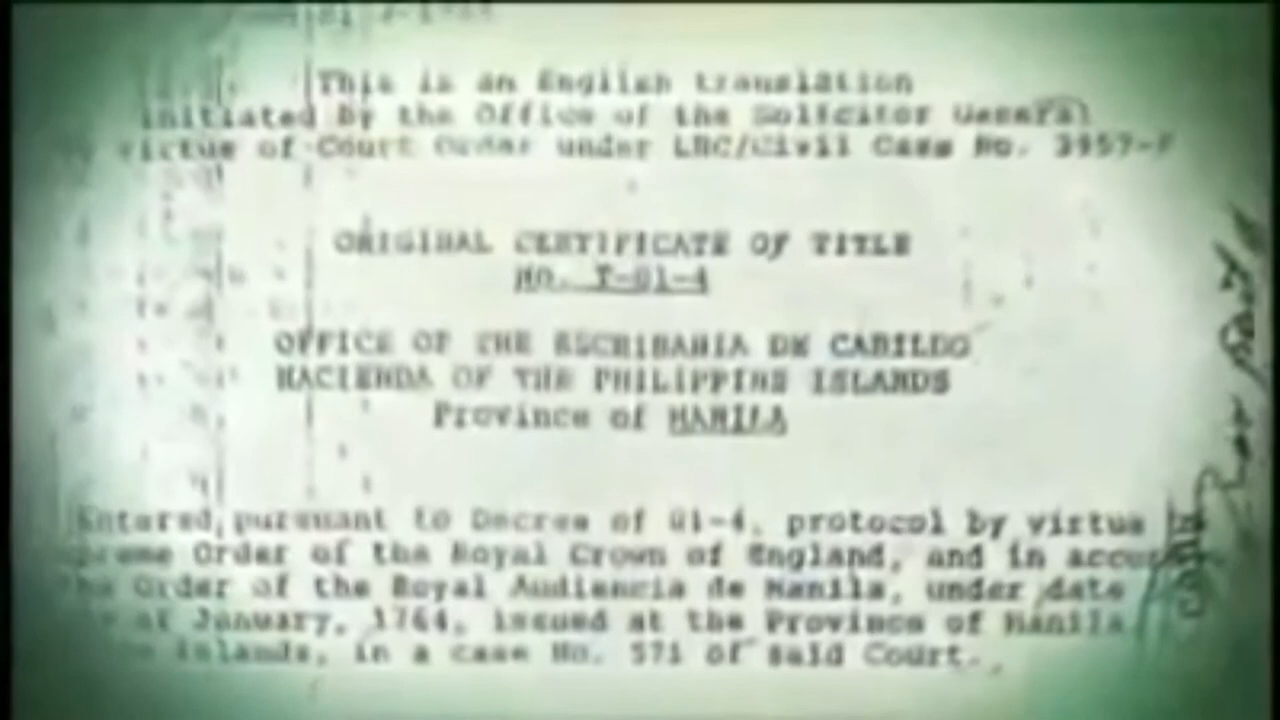 This is an English translation
initiated by the Office of the Solicitor General
virtue of Court Order under LRC/Civil Case No. 3957-P
ORIGINAL CERTIFICATE OF TITLE
NO. T-01-4
OFFICE OF THE ESCRIBANIA DE CABILDO
HACIENDA OF THE PHILIPPINE ISLANDS
Province of MANILA
Entered pursuant to Decree of 01-4, protocol by virtue
Order of the Royal Crown of England, and in
Order of the Royal Audiencia de Manila, under date
of January, 1764, issued at the Province of Manila
Islands, in a case No. 571 of said Court.